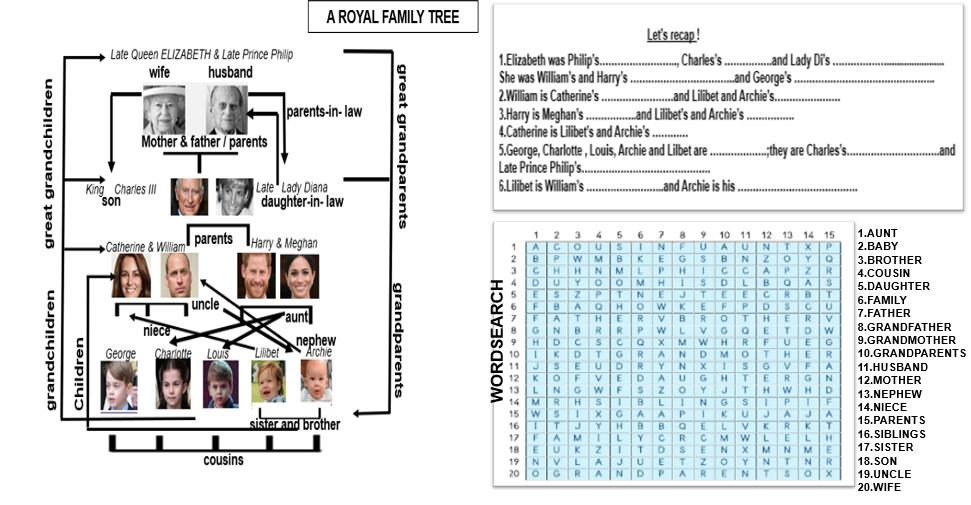 A ROYAL FAMILY TREE
Late Queen ELIZABETH & Late Prince Philip
wife husband
parents-in- law
Mother & father / parents
King Charles III
son
Late Lady Diana
daughter-in- law
parents
Catherine & William
Harry & Meghan
uncle
aunt
niece
nephew
George Charlotte Louis Lilibet Archie
sister and brother
cousins
great grandchildren
grandchildren
Children
great grandparents
grandparents
Let's recap !
1.Elizabeth was Philip's........................., Charles's ...............and Lady Di's ...................................
She was William's and Harry's ................................and George's ............................................
2.William is Catherine's ......................and Lilibet and Archie's....................
3.Harry is Meghan's ...............and Lilibet's and Archie's ................
4.Catherine is Lilibet's and Archie's ...........
5.George, Charlotte , Louis, Archie and Lilbet are ..................;they are Charles's............................and
Late Prince Philip's........................................
6.Lilibet is William's .......................and Archie is his .....................................
WORDSEARCH
1 2 3 4 5 6 7 8 9 10 11 12 13 14 15
1 A C O U S I N F U A U N T X P
2 B P W M B K E G S B N Z O Y Q
3 C H H N M L P H I C C A P Z R
4 D U Y O O M H I S D L B Q A S
5 E S Z P T N E J T E E C R B T
6 F B A Q H O W K E F P D S C U
7 F A T H E R V B R O T H E R V
8 G N B R R P W L V G Q E T D W
9 H D C S C Q X M W H R F U E G
10 I K D T G R A N D M O T H E R
11 J S E U D R Y N X I S G V F A
12 K O F V E D A U G H T E R G N
13 L N G W F S Z O Y J T H W H D
14 M R H S I B L I N G S I P I F
15 W S I X G A A P I K U J A J A
16 I T J Y H B B Q E L V K R K T
17 F A M I L Y C R C M W L E L H
18 E U K Z I T D S E N X M N M E
19 N V L A J U E T Z O Y N T N R
20 O G R A N D P A R E N T S O X
1.AUNT
2.BABY
3.BROTHER
4.COUSIN
5.DAUGHTER
6.FAMILY
7.FATHER
8.GRANDFATHER
9.GRANDMOTHER
10.GRANDPARENTS
11.HUSBAND
12.MOTHER
13.NEPHEW
14.NIECE
15.PARENTS
16.SIBLINGS
17.SISTER
18.SON
19.UNCLE
20.WIFE